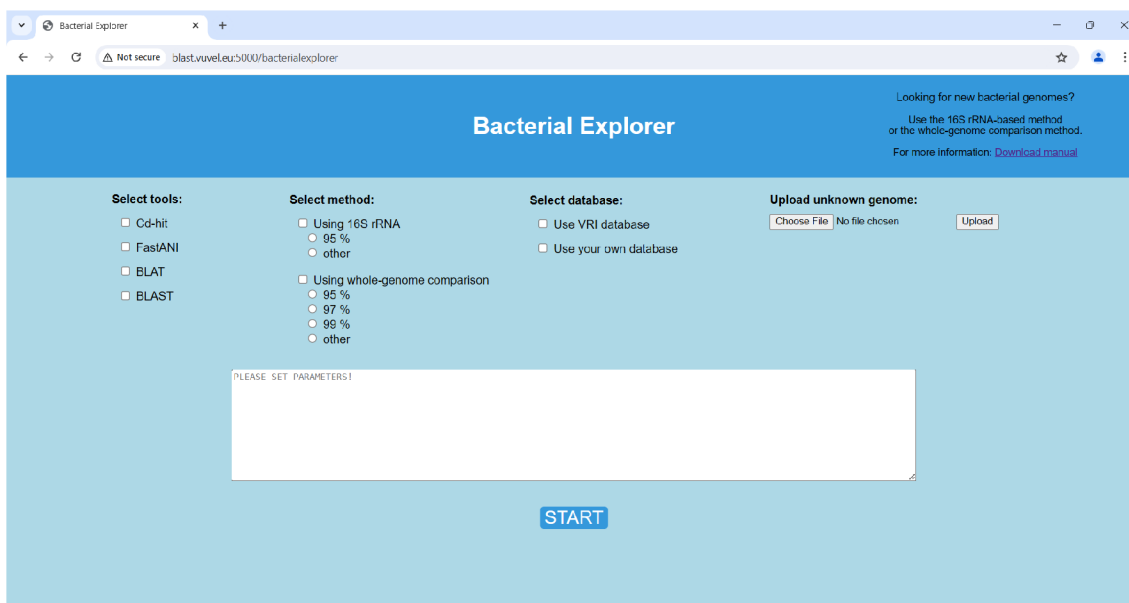 Bacterial Explorer
Not secure blast.vuvel.eu:5000/bacterialexplorer
Bacterial Explorer
Looking for new bacterial genomes?
Use the 16S rRNA-based method
or the whole-genome comparison method.
For more information: Download manual
Select tools:
Cd-hit
FastANI
BLAT
BLAST
Select method:
Using 16S rRNA
95 %
other
Using whole-genome comparison
95 %
97 %
99 %
other
Select database:
Use VRI database
Use your own database
Upload unknown genome:
Choose File No file chosen Upload
PLEASE SET PARAMETERS!
START